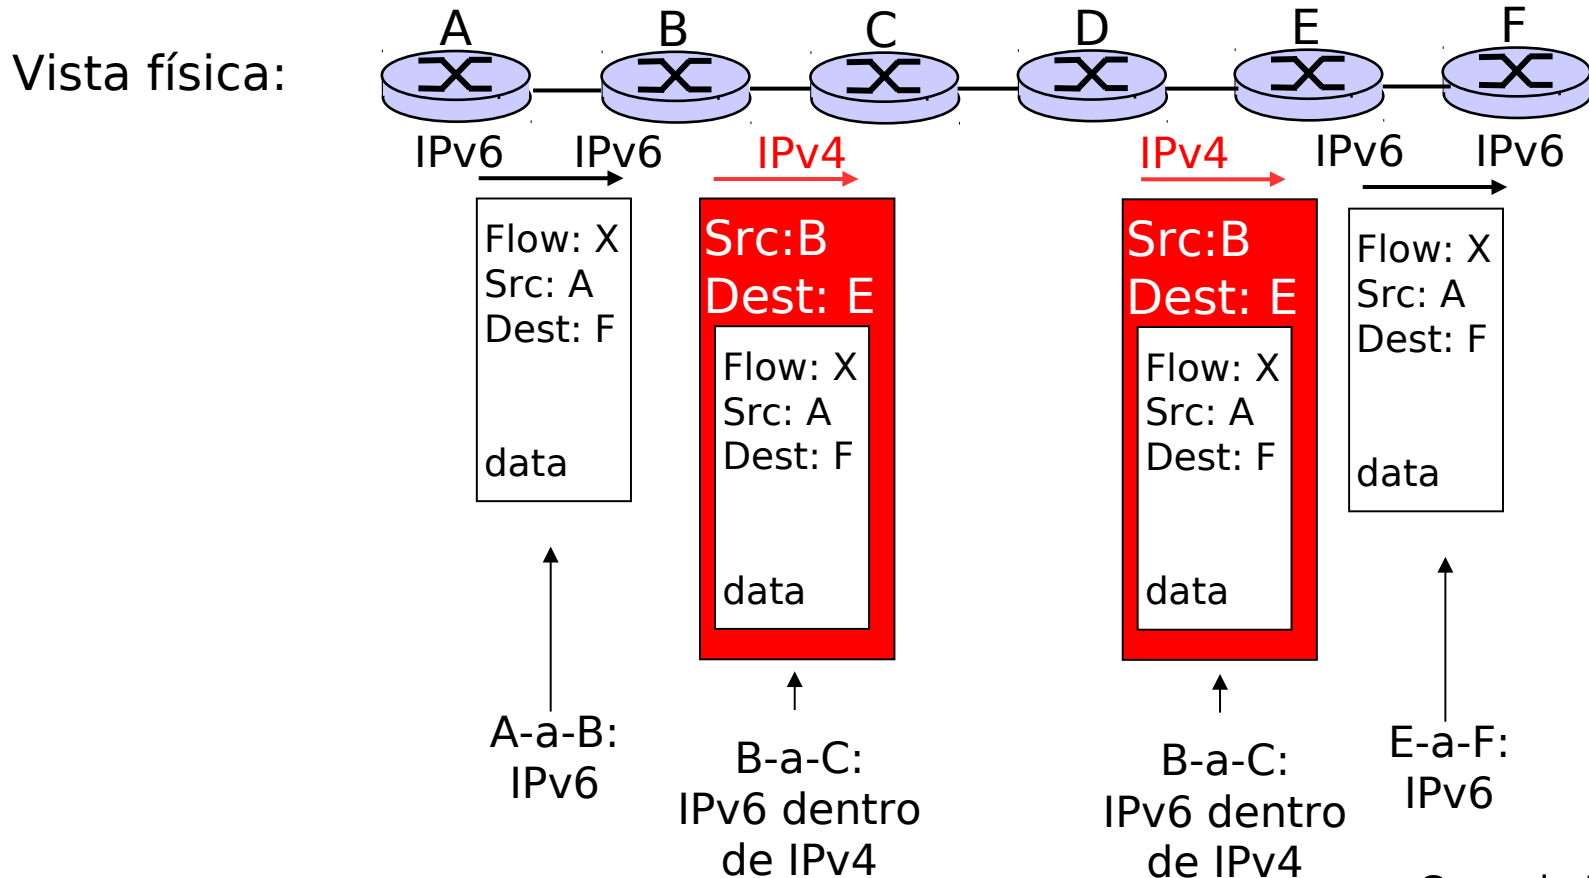 A
B
C
D
E
F
Vista física:
IPv6
IPv6
IPv4
IPv4
IPv6
IPv6
Flow: X
Src: A
Dest: F
data
Src:B
Dest: E
Flow: X
Src: A
Dest: F
data
Src:B
Dest: E
Flow: X
Src: A
Dest: F
data
Flow: X
Src: A
Dest: F
data
A-a-B:
IPv6
B-a-C:
IPv6 dentro
de IPv4
B-a-C:
IPv6 dentro
de IPv4
E-a-F:
IPv6